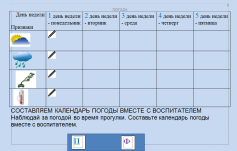 ПОГОДА
День недели
Признаки
1 день недели - понедельник
2 день недели - вторник
3 день недели - среда
4 день недели - четверг
5 день недели - пятница
СОСТАВЛЯЕМ КАЛЕНДАРЬ ПОГОДЫ ВМЕСТЕ С ВОСПИТАТЕЛЕМ
Наблюдай за погодой во время прогулки. Составьте календарь погоды
вместе с воспитателем.
П
Ф